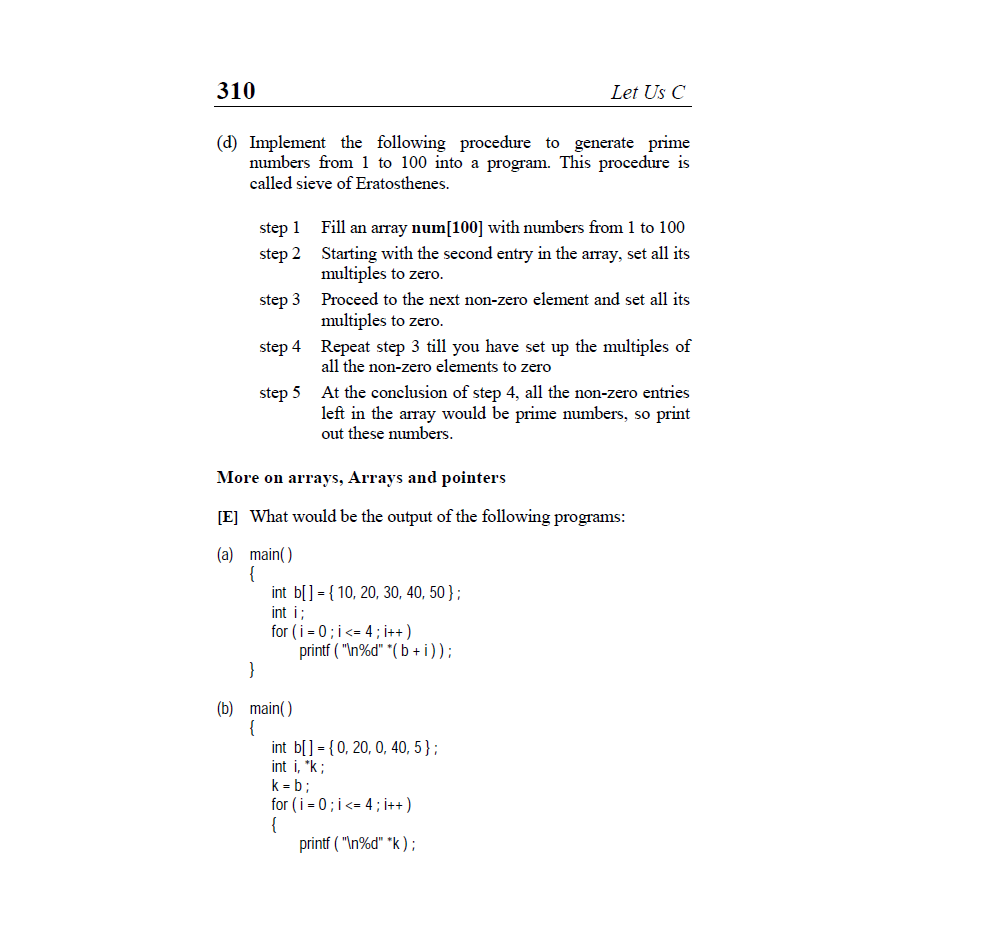 310 Let Us C
(d) Implement the following procedure to generate prime
numbers from 1 to 100 into a program. This procedure is
called sieve of Eratosthenes.
step 1 Fill an array num[100] with numbers from 1 to 100
step 2 Starting with the second entry in the array, set all its
multiples to zero.
step 3 Proceed to the next non-zero element and set all its
multiples to zero.
step 4 Repeat step 3 till you have set up the multiples of
all the non-zero elements to zero
step 5 At the conclusion of step 4, all the non-zero entries
left in the array would be prime numbers, so print
out these numbers.
More on arrays, Arrays and pointers
[E] What would be the output of the following programs:
(a) main( )
{
int b[ ] = { 10, 20, 30, 40, 50 } ;
int i ;
for ( i = 0 ; i <= 4 ; i++ )
printf ( "\n%d" *( b + i ) ) ;
}
(b) main( )
{
int b[ ] = { 0, 20, 0, 40, 5 } ;
int i, *k ;
k = b ;
for ( i = 0 ; i <= 4 ; i++ )
{
printf ( "\n%d" *k ) ;